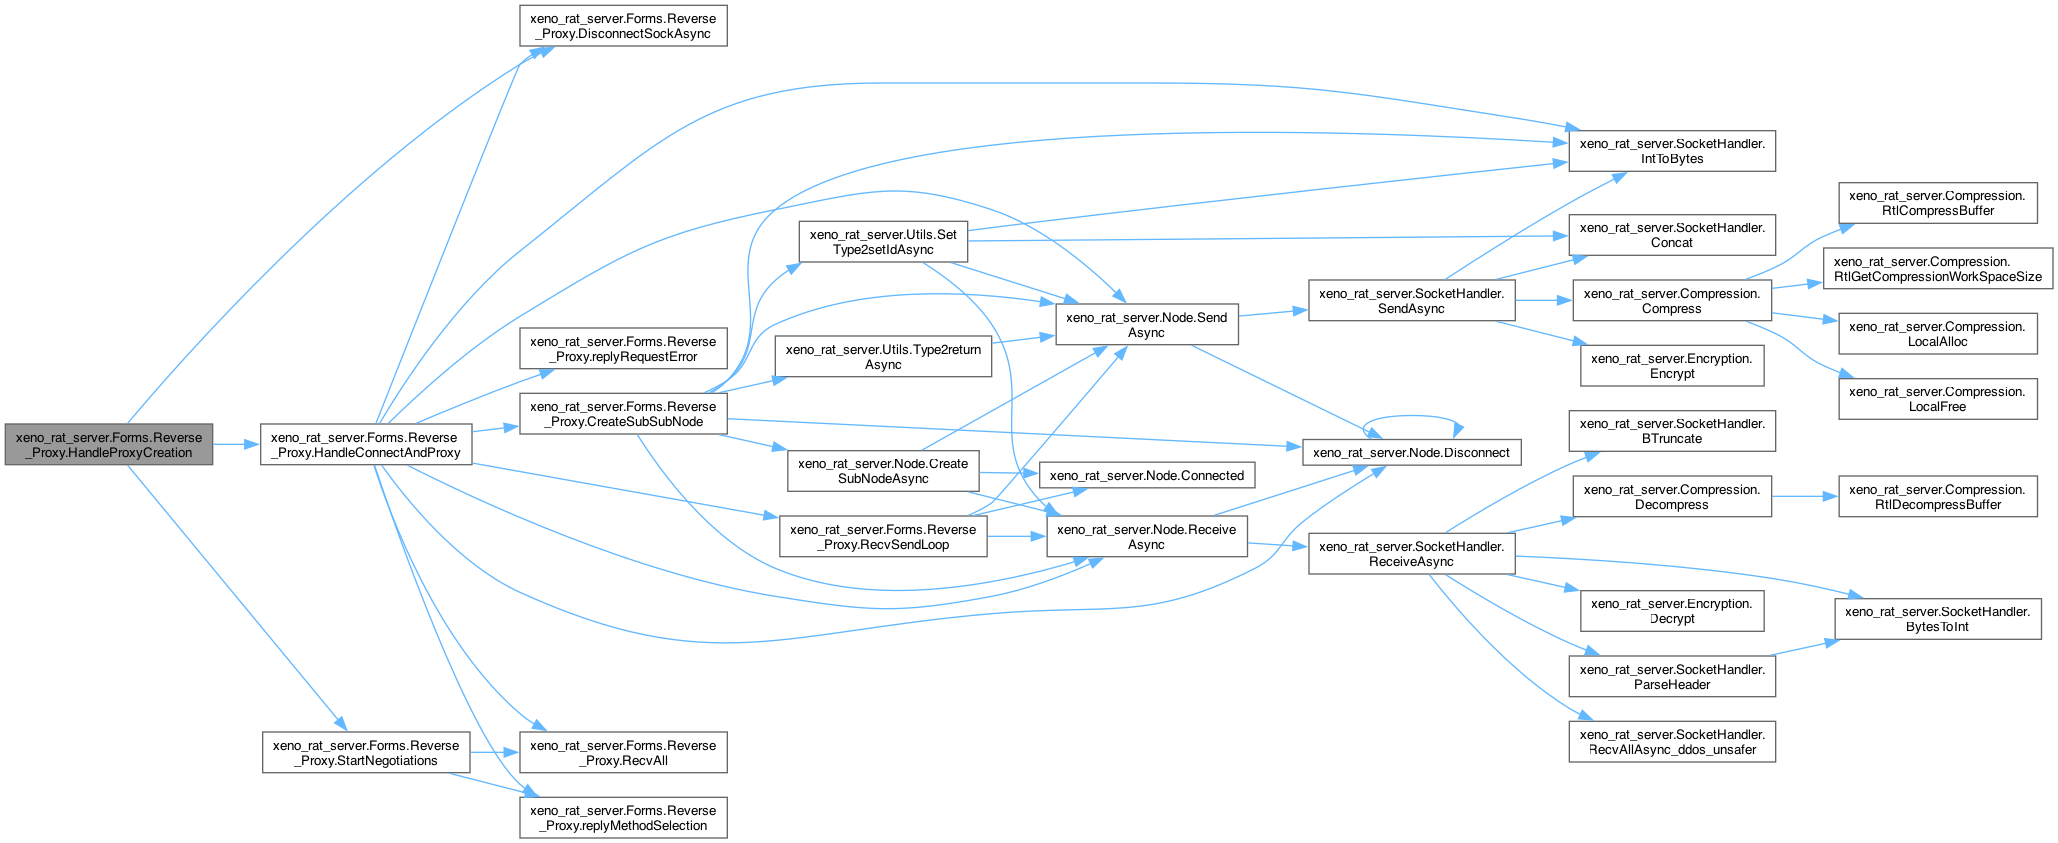 xeno_rat_server.Forms.Reverse
_Proxy.HandleProxyCreation
xeno_rat_server.Forms.Reverse
_Proxy.DisconnectSockAsync
xeno_rat_server.Forms.Reverse
_Proxy.HandleConnectAndProxy
xeno_rat_server.Forms.Reverse
_Proxy.StartNegotiations
xeno_rat_server.Forms.Reverse
_Proxy.replyRequestError
xeno_rat_server.Forms.Reverse
_Proxy.CreateSubSubNode
xeno_rat_server.Forms.Reverse
_Proxy.RecvAll
xeno_rat_server.Forms.Reverse
_Proxy.replyMethodSelection
xeno_rat_server.Utils.Set
Type2setIdAsync
xeno_rat_server.Utils.Type2return
Async
xeno_rat_server.Node.Create
SubNodeAsync
xeno_rat_server.Forms.Reverse
_Proxy.RecvSendLoop
xeno_rat_server.Node.Send
Async
xeno_rat_server.Node.Connected
xeno_rat_server.Node.Receive
Async
xeno_rat_server.SocketHandler.
SendAsync
xeno_rat_server.Node.Disconnect
xeno_rat_server.SocketHandler.
ReceiveAsync
xeno_rat_server.SocketHandler.
IntToBytes
xeno_rat_server.SocketHandler.
Concat
xeno_rat_server.Compression.
Compress
xeno_rat_server.Encryption.
Encrypt
xeno_rat_server.SocketHandler.
BTruncate
xeno_rat_server.Compression.
Decompress
xeno_rat_server.Encryption.
Decrypt
xeno_rat_server.SocketHandler.
ParseHeader
xeno_rat_server.SocketHandler.
RecvAllAsync_ddos_unsafer
xeno_rat_server.Compression.
RtlCompressBuffer
xeno_rat_server.Compression.
RtlGetCompressionWorkSpaceSize
xeno_rat_server.Compression.
LocalAlloc
xeno_rat_server.Compression.
LocalFree
xeno_rat_server.Compression.
RtlDecompressBuffer
xeno_rat_server.SocketHandler.
BytesToInt